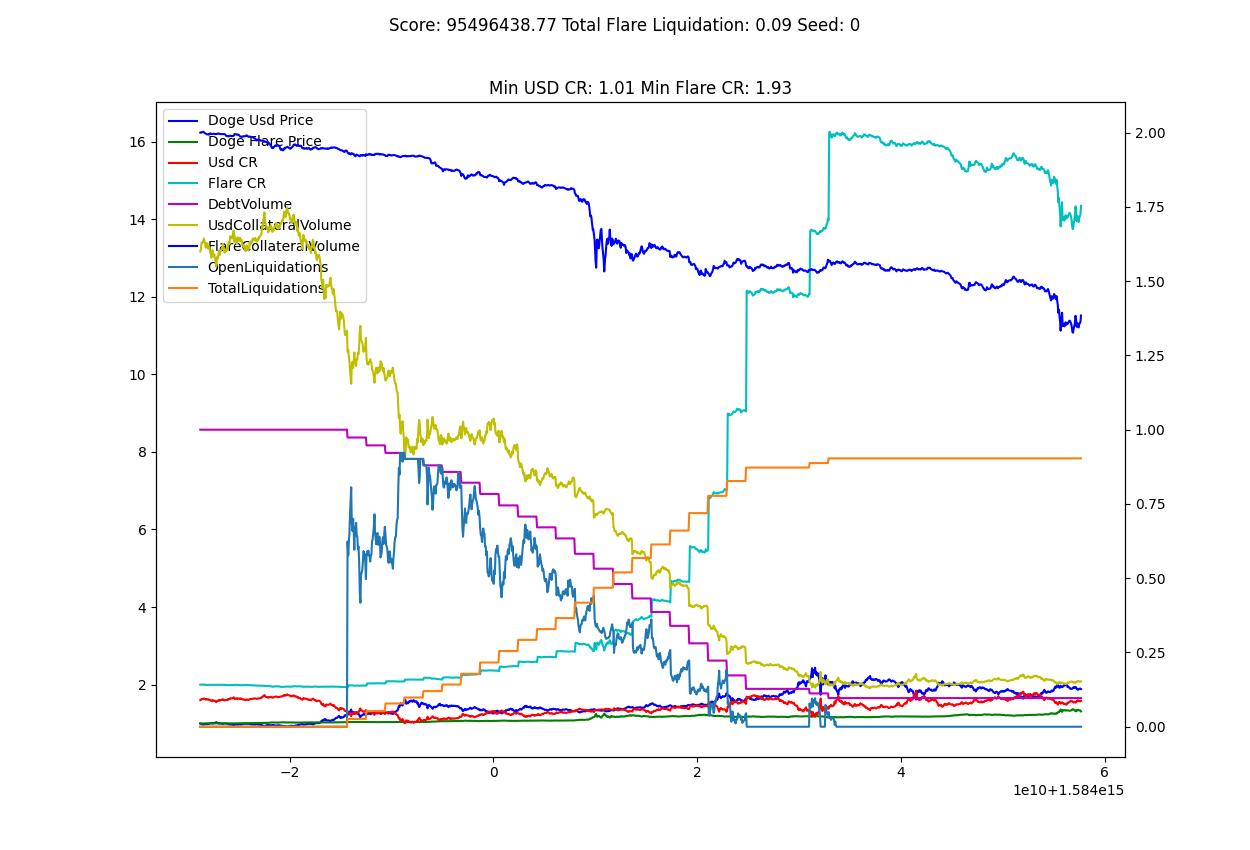 Score: 95496438.77 Total Flare Liquidation: 0.09 Seed: 0
Min USD CR: 1.01 Min Flare CR: 1.93
Doge Usd Price
Doge Flare Price
Usd CR
Flare CR
DebtVolume
UsdCollateralVolume
FlareCollateralVolume
OpenLiquidations
TotalLiquidations
16
14
12
10
8
6
4
2
2.00
1.75
1.50
1.25
1.00
0.75
0.50
0.25
0.00
−2 0 2 4 6
1e10+1.584e15